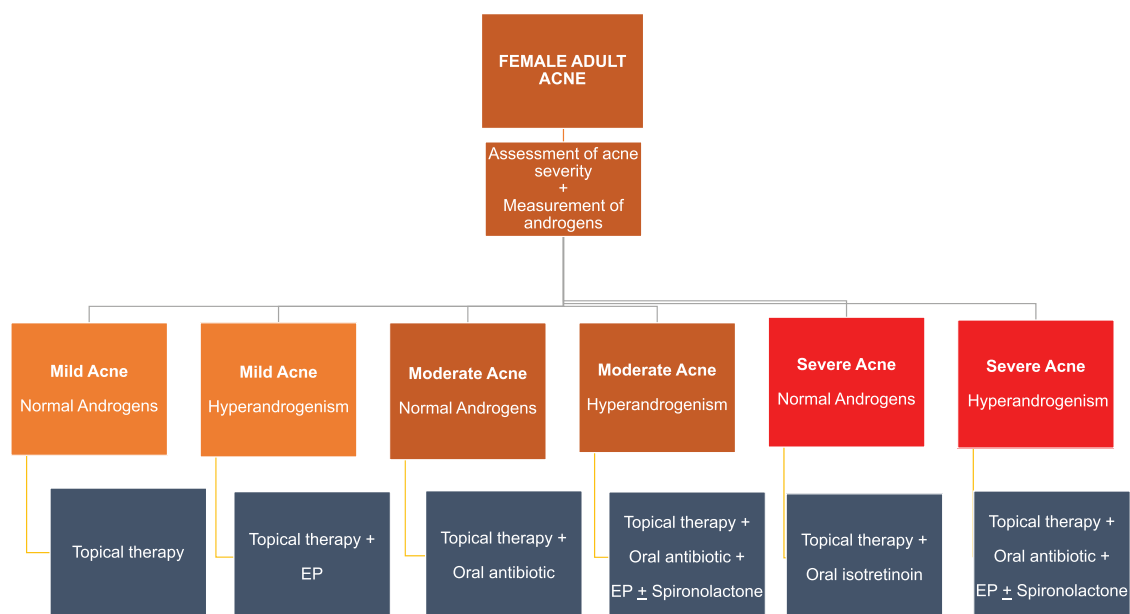 FEMALE ADULT
ACNE
Assessment of acne
severity
+
Measurement of
androgens
Mild Acne
Normal Androgens
Mild Acne
Hyperandrogenism
Moderate Acne
Normal Androgens
Moderate Acne
Hyperandrogenism
Severe Acne
Normal Androgens
Severe Acne
Hyperandrogenism
Topical therapy
Topical therapy +
EP
Topical therapy +
Oral antibiotic
Topical therapy +
Oral antibiotic +
EP ± Spironolactone
Topical therapy +
Oral isotretinoin
Topical therapy +
Oral antibiotic +
EP ± Spironolactone